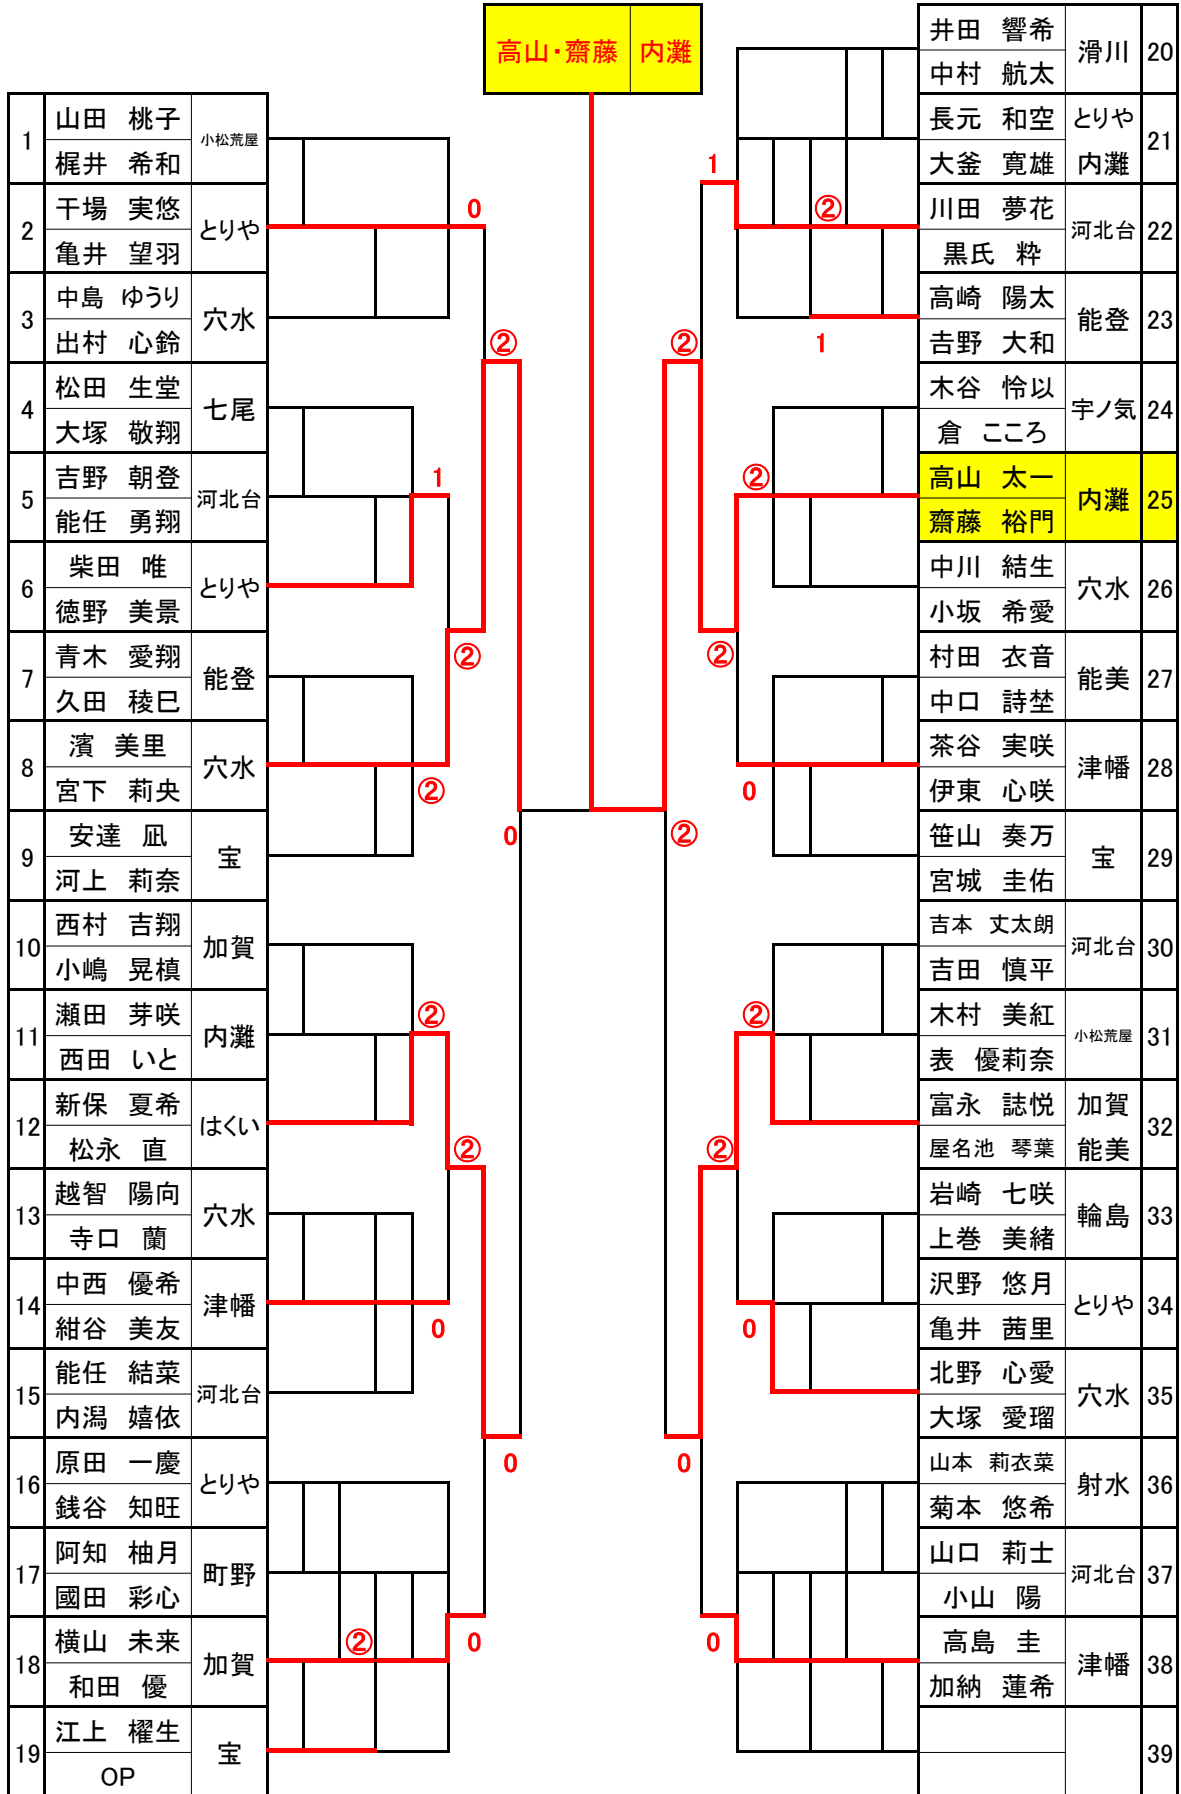 高山・齋藤 内灘
1 山田 桃子 小松荒屋
梶井 希和
2 干場 実悠 とりや
亀井 望羽
3 中島 ゆうり 穴水
出村 心鈴
4 松田 生堂 七尾
大塚 敬翔
5 吉野 朝登 河北台
能任 勇翔
6 柴田 唯 とりや
徳野 美景
7 青木 愛翔 能登
久田 稜巳
8 濱 美里 穴水
宮下 莉央
9 安達 凪 宝
河上 莉奈
10 西村 吉翔 加賀
小嶋 晃槙
11 瀬田 芽咲 内灘
西田 いと
12 新保 夏希 はくい
松永 直
13 越智 陽向 穴水
寺口 蘭
14 中西 優希 津幡
紺谷 美友
15 能任 結菜 河北台
内潟 嬉依
16 原田 一慶 とりや
銭谷 知旺
17 阿知 柚月 町野
國田 彩心
18 横山 未来 加賀
和田 優
19 江上 櫂生 宝
OP
0
②
1
②
②
0
②
②
0
0
②
0
1
②
1
②
②
②
0
②
②
②
0
0
0
井田 響希 滑川 20
中村 航太
長元 和空 とりや 21
大釜 寛雄 内灘
川田 夢花 河北台 22
黒氏 粋
高崎 陽太 能登 23
吉野 大和
木谷 怜以 宇ノ気 24
倉 こころ
高山 太一 内灘 25
齋藤 裕門
中川 結生 穴水 26
小坂 希愛
村田 衣音 能美 27
中口 詩埜
茶谷 実咲 津幡 28
伊東 心咲
笹山 奏万 宝 29
宮城 圭佑
吉本 丈太朗 河北台 30
吉田 慎平
木村 美紅 小松荒屋 31
表 優莉奈
富永 誌悦 加賀 32
屋名池 琴葉 能美
岩崎 七咲 輪島 33
上巻 美緒
沢野 悠月 とりや 34
亀井 茜里
北野 心愛 穴水 35
大塚 愛瑠
山本 莉衣菜 射水 36
菊本 悠希
山口 莉士 河北台 37
小山 陽
高島 圭 津幡 38
加納 蓮希
39